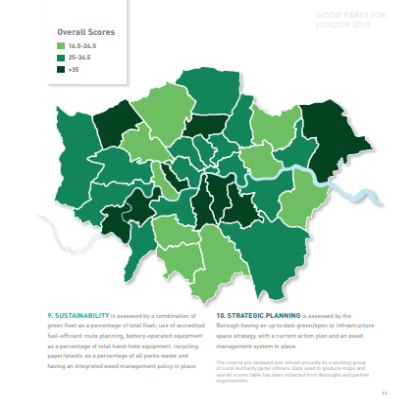 GOOD PARKS FOR
LONDON 2019
Overall Scores
16.5-24.5
25-34.5
>35
9. SUSTAINABILITY is assessed by a combination of
green fleet as a percentage of total fleet; use of accredited
fuel-efficient route planning, battery-operated equipment
as a percentage of total hand-held equipment; recycling
paper/plastic as a percentage of all parks waste and
having an integrated weed management policy in place.
10. STRATEGIC PLANNING is assessed by the
Borough having an up to date green/open or infrastructure
space strategy, with a current action plan and an asset
management system in place.
The criteria are reviewed and refined annually by a working group
of Local Authority parks officers. Data used to produce maps and
overall scores table has been collected from Boroughs and partner
organisations.